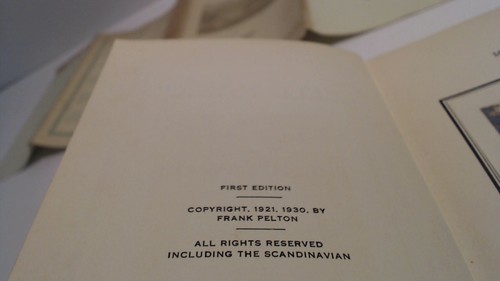 FIRST EDITION
COPYRIGHT, 1921, 1930, BY
FRANK PELTON
ALL RIGHTS RESERVED
INCLUDING THE SCANDINAVIAN